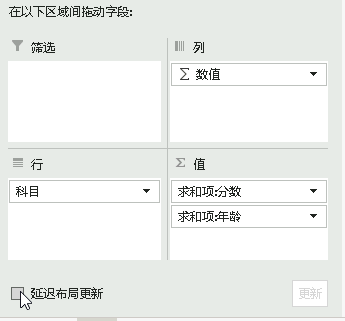 在以下区域间拖动字段:
筛选
列
Σ 数值
行
Σ 值
科目
求和项:分数
求和项:年龄
延迟布局更新
更新